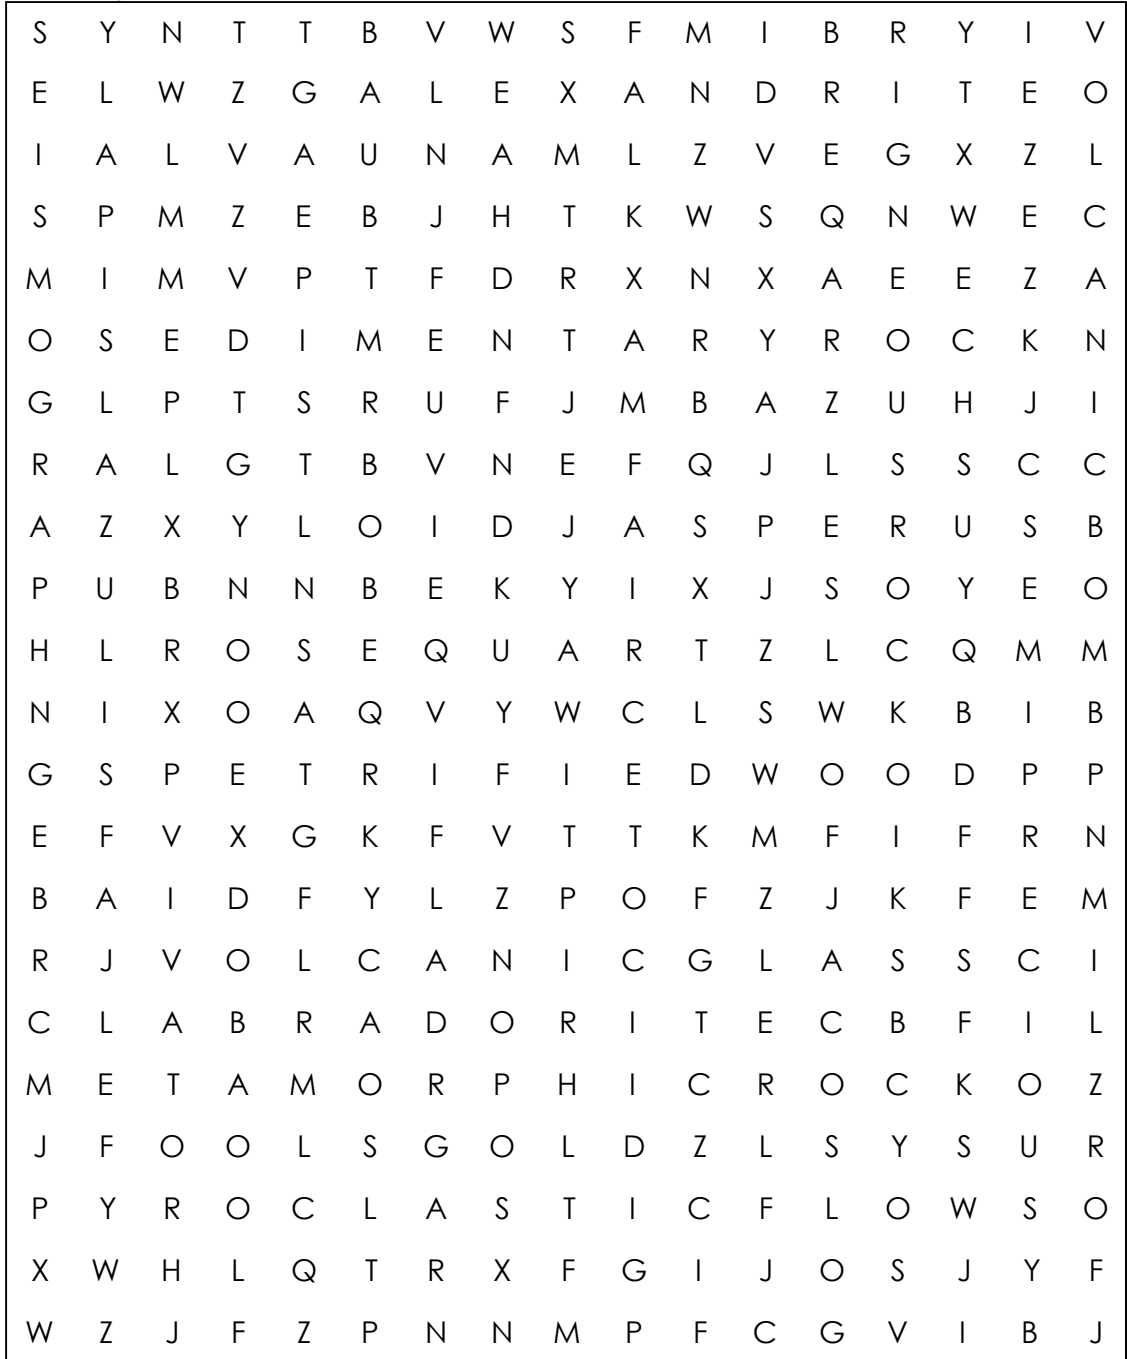 S Y N T T B V W S F M I B R Y I V
E L W Z G A L E X A N D R I T E O
I A L V A U N A M L Z V E G X Z L
S P M Z E B J H T K W S Q N W E C
M I M V P T F D R X N X A E E Z A
O S E D I M E N T A R Y R O C K N
G L P T S R U F J M B A Z U H J I
R A L G T B V N E F Q J L S S C C
A Z X Y L O I D J A S P E R U S B
P U B N N B E K Y I X J S O Y E O
H L R O S E Q U A R T Z L C Q M M
N I X O A Q V Y W C L S W K B I B
G S P E T R I F I E D W O O D P P
E F V X G K F V T T K M F I F R N
B A I D F Y L Z P O F Z J K F E M
R J V O L C A N I C G L A S S C I
C L A B R A D O R I T E C B F I L
M E T A M O R P H I C R O C K O Z
J F O O L S G O L D Z L S Y S U R
P Y R O C L A S T I C F L O W S O
X W H L Q T R X F G I J O S J Y F
W Z J F Z P N N M P F C G V I B J